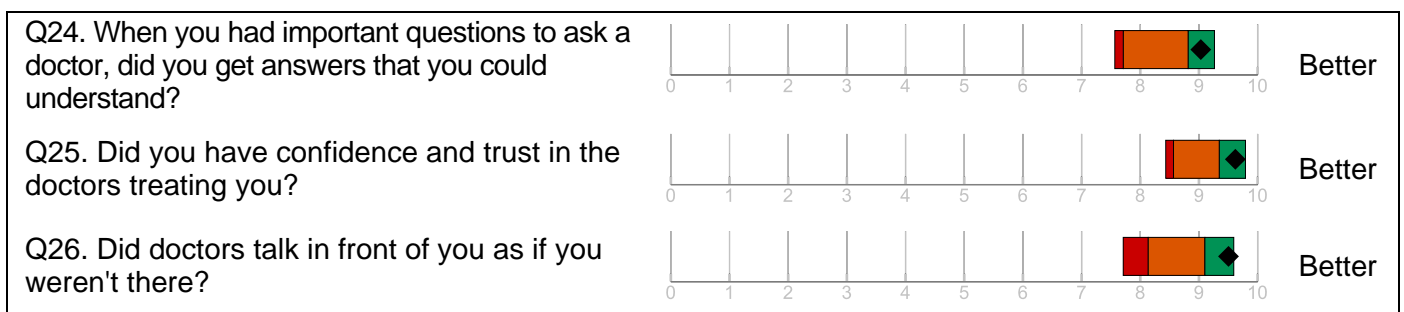 Q24. When you had important questions to ask a
doctor, did you get answers that you could
understand?
0 1 2 3 4 5 6 7 8 9 10
Better
Q25. Did you have confidence and trust in the
doctors treating you?
0 1 2 3 4 5 6 7 8 9 10
Better
Q26. Did doctors talk in front of you as if you
weren't there?
0 1 2 3 4 5 6 7 8 9 10
Better